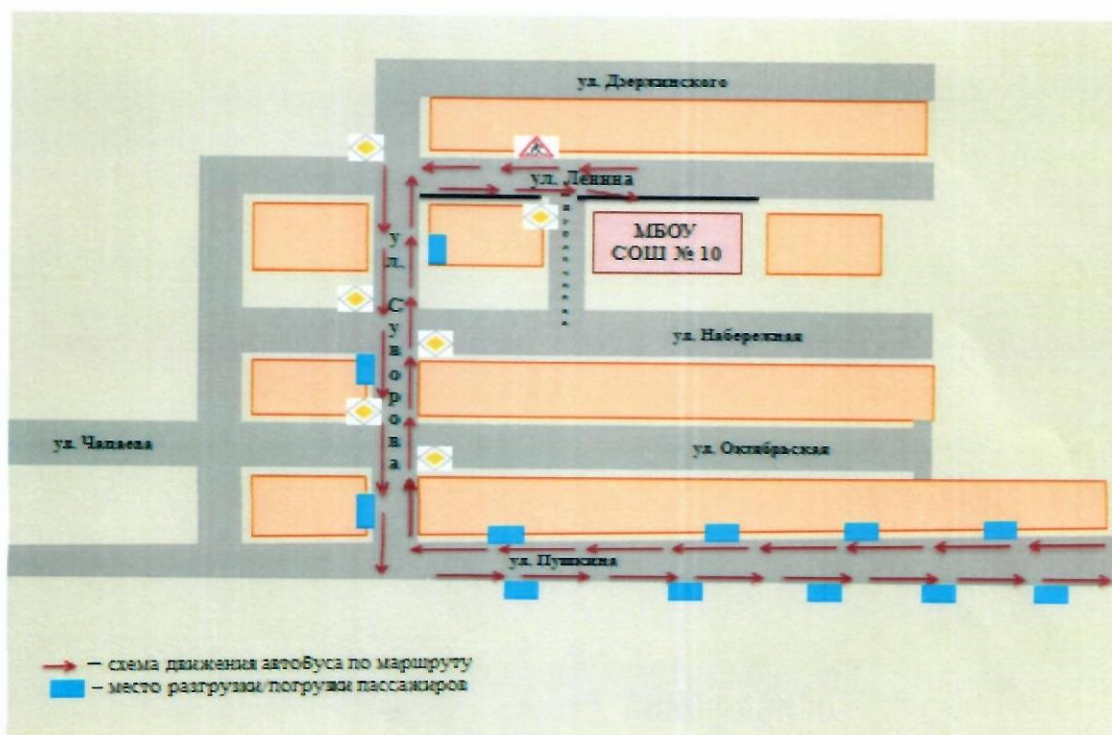 ул. Дзержинского
ул. Ленина
МБОУ
СОШ № 10
ул. Суворова
ул. Набережная
ул. Чапаева
ул. Октябрьская
ул. Пушкина
– схема движения автобуса по маршруту
– место разгрузки/погрузки пассажиров